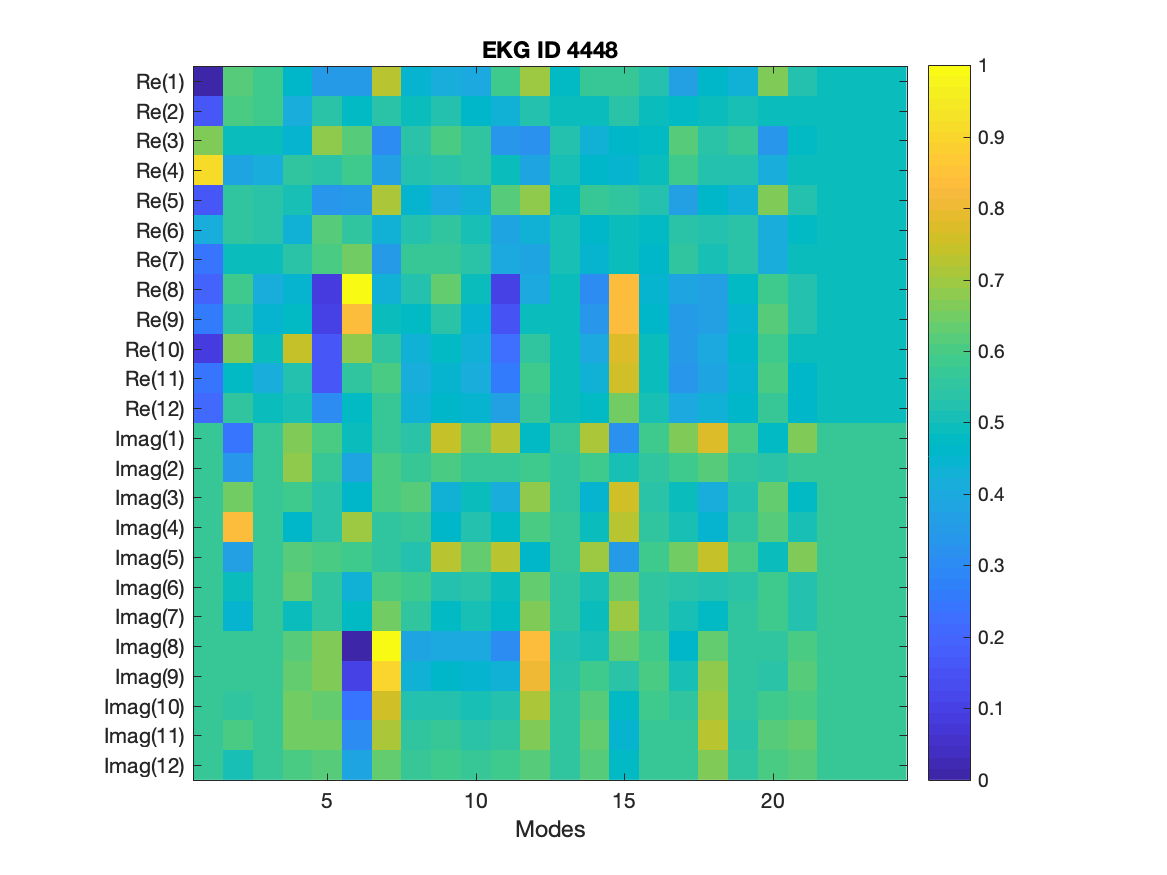 EKG ID 4448
Re(1)
Re(2)
Re(3)
Re(4)
Re(5)
Re(6)
Re(7)
Re(8)
Re(9)
Re(10)
Re(11)
Re(12)
Imag(1)
Imag(2)
Imag(3)
Imag(4)
Imag(5)
Imag(6)
Imag(7)
Imag(8)
Imag(9)
Imag(10)
Imag(11)
Imag(12)
5 10 15 20
Modes
1
0.9
0.8
0.7
0.6
0.5
0.4
0.3
0.2
0.1
0